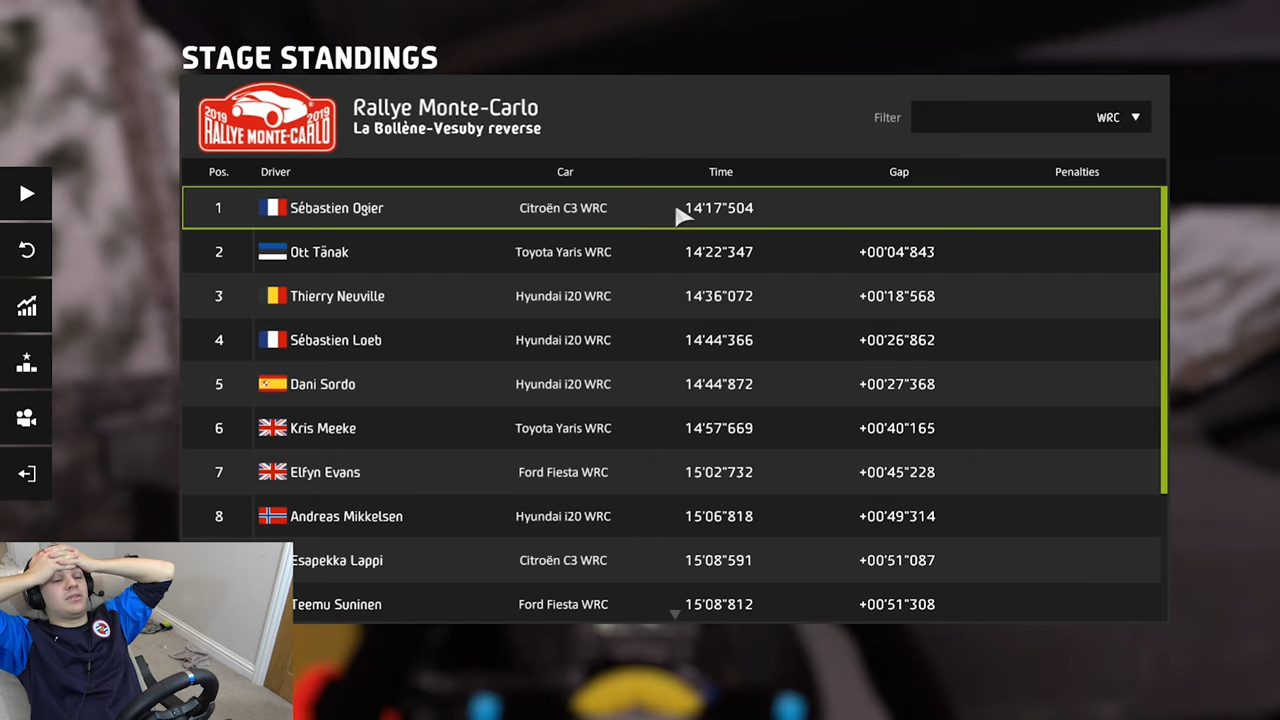 STAGE STANDINGS
2019 2019
RALLYE MONTE-CARLO
Rallye Monte-Carlo
La Bollène-Vesuby reverse
Filter WRC
Pos. Driver Car Time Gap Penalties
1 Sébastien Ogier Citroën C3 WRC 14'17"504
2 Ott Tänak Toyota Yaris WRC 14'22"347 +00'04"843
3 Thierry Neuville Hyundai i20 WRC 14'36"072 +00'18"568
4 Sébastien Loeb Hyundai i20 WRC 14'44"366 +00'26"862
5 Dani Sordo Hyundai i20 WRC 14'44"872 +00'27"368
6 Kris Meeke Toyota Yaris WRC 14'57"669 +00'40"165
7 Elfyn Evans Ford Fiesta WRC 15'02"732 +00'45"228
8 Andreas Mikkelsen Hyundai i20 WRC 15'06"818 +00'49"314
Esapekka Lappi Citroën C3 WRC 15'08"591 +00'51"087
Teemu Suninen Ford Fiesta WRC 15'08"812 +00'51"308